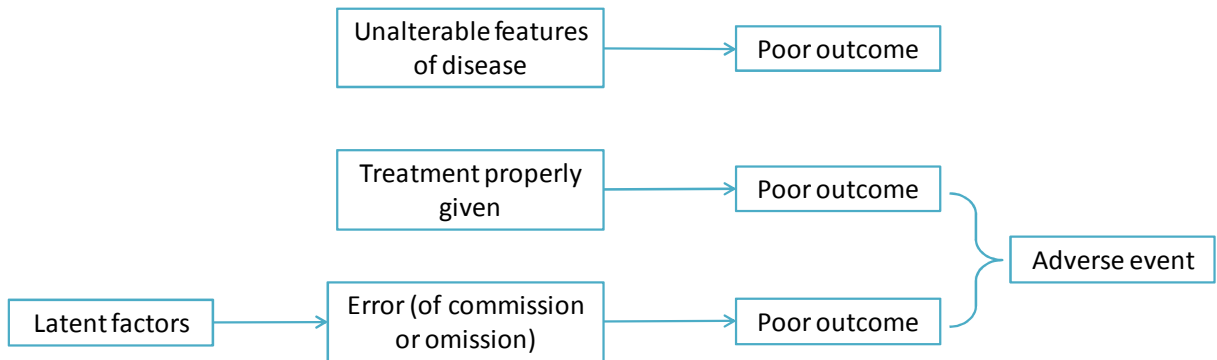 Unalterable features
of disease
Poor outcome
Treatment properly
given
Poor outcome
Adverse event
Latent factors
Error (of commission
or omission)
Poor outcome